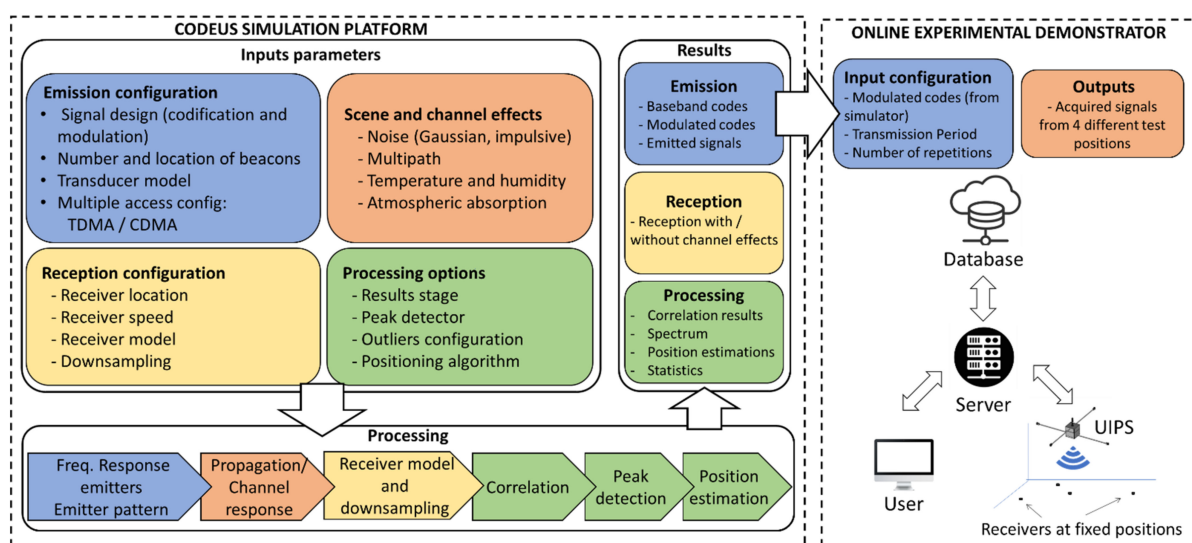 CODEUS SIMULATION PLATFORM
Inputs parameters
Emission configuration
• Signal design (codification and
modulation)
• Number and location of beacons
• Transducer model
• Multiple access config:
TDMA / CDMA
Scene and channel effects
- Noise (Gaussian, impulsive)
- Multipath
- Temperature and humidity
- Atmospheric absorption
Reception configuration
- Receiver location
- Receiver speed
- Receiver model
- Downsampling
Processing options
- Results stage
- Peak detector
- Outliers configuration
- Positioning algorithm
Results
Emission
- Baseband codes
- Modulated codes
- Emitted signals
Reception
- Reception with /
without channel effects
Processing
- Correlation results
- Spectrum
- Position estimations
- Statistics
Processing
Freq. Response
emitters
Emitter pattern
Propagation/
Channel
response
Receiver model
and
downsampling
Correlation
Peak
detection
Position
estimation
ONLINE EXPERIMENTAL DEMONSTRATOR
Input configuration
- Modulated codes (from
simulator)
- Transmission Period
- Number of repetitions
Outputs
- Acquired signals
from 4 different test
positions
Database
Server
UIPS
User
Receivers at fixed positions